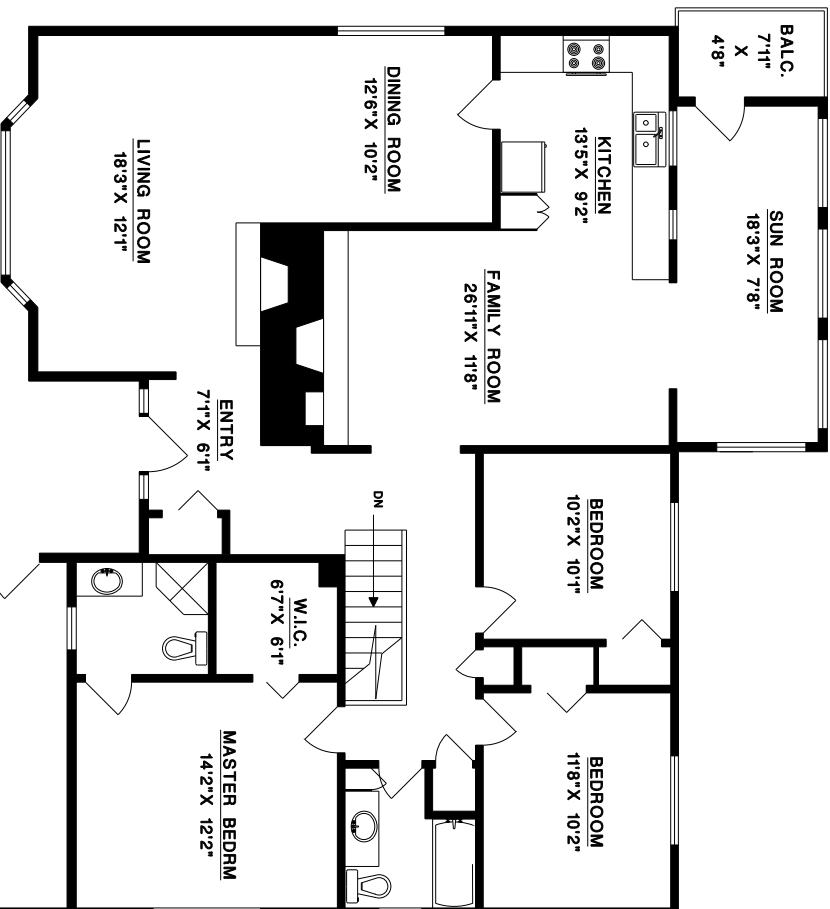 BALC.
7'11"
X
4'8"
DINING ROOM
12'6"X 10'2"
KITCHEN
13'5"X 9'2"
LIVING ROOM
18'3"X 12'1"
SUN ROOM
18'3"X 7'8"
FAMILY ROOM
26'11"X 11'8"
ENTRY
7'1"X 6'1"
DN
BEDROOM
10'2"X 10'1"
W.I.C.
6'7"X 6'1"
MASTER BEDRM
14'2"X 12'2"
BEDROOM
11'8"X 10'2"